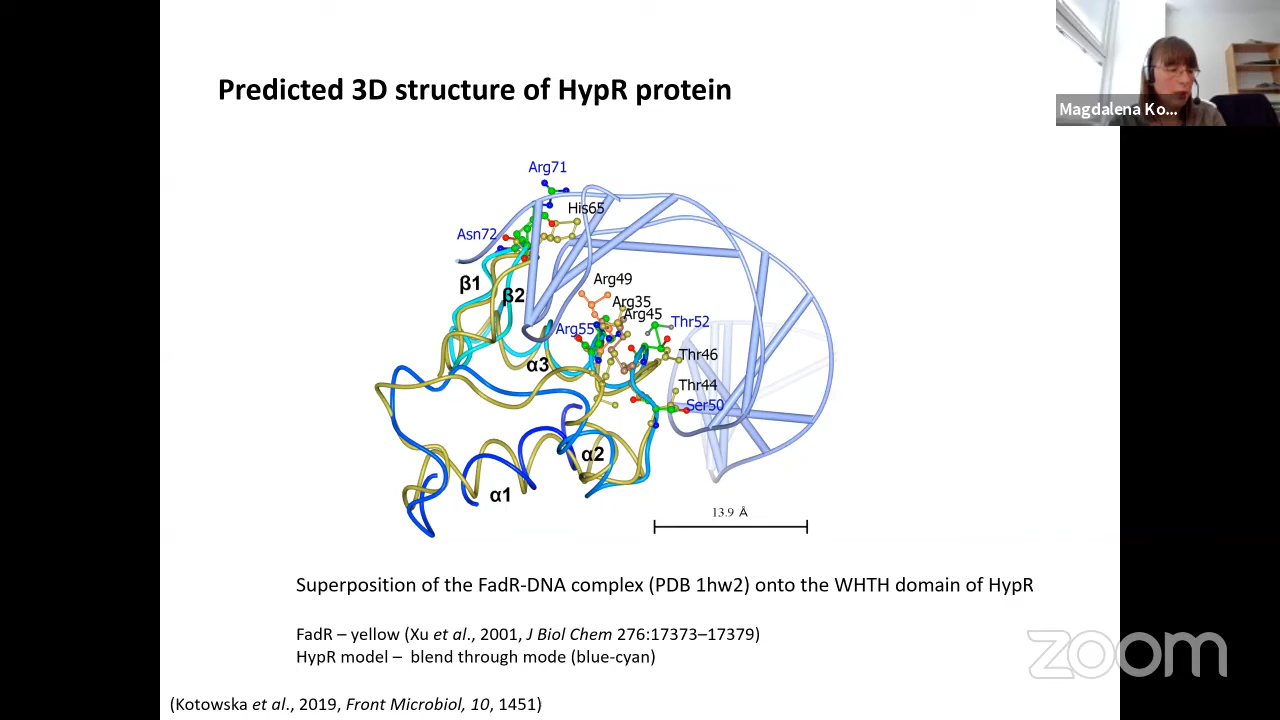 Predicted 3D structure of HypR protein
Magdalena Ko...
Arg71
His65
Asn72
β1
β2
Arg49
Arg35
Arg45
Arg55
Thr52
α3
Thr46
Thr44
Ser50
α2
α1
13.9 Å
Superposition of the FadR-DNA complex (PDB 1hw2) onto the WHTH domain of HypR
FadR – yellow (Xu et al., 2001, J Biol Chem 276:17373–17379)
HypR model – blend through mode (blue-cyan)
zoom
(Kotowska et al., 2019, Front Microbiol, 10, 1451)